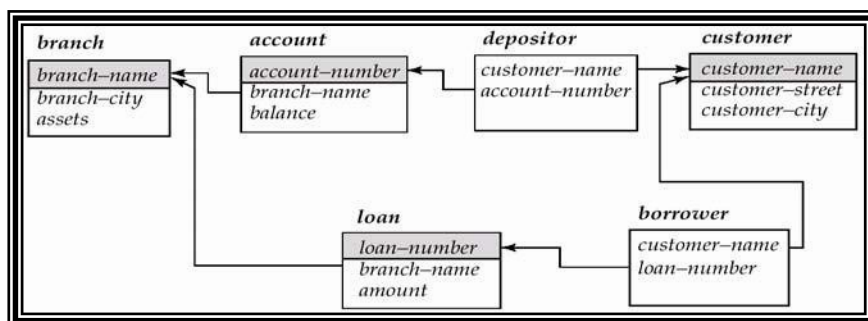 branch
branch–name
branch–city
assets
account
account–number
branch–name
balance
depositor
customer–name
account–number
customer
customer–name
customer–street
customer–city
loan
loan–number
branch–name
amount
borrower
customer–name
loan–number